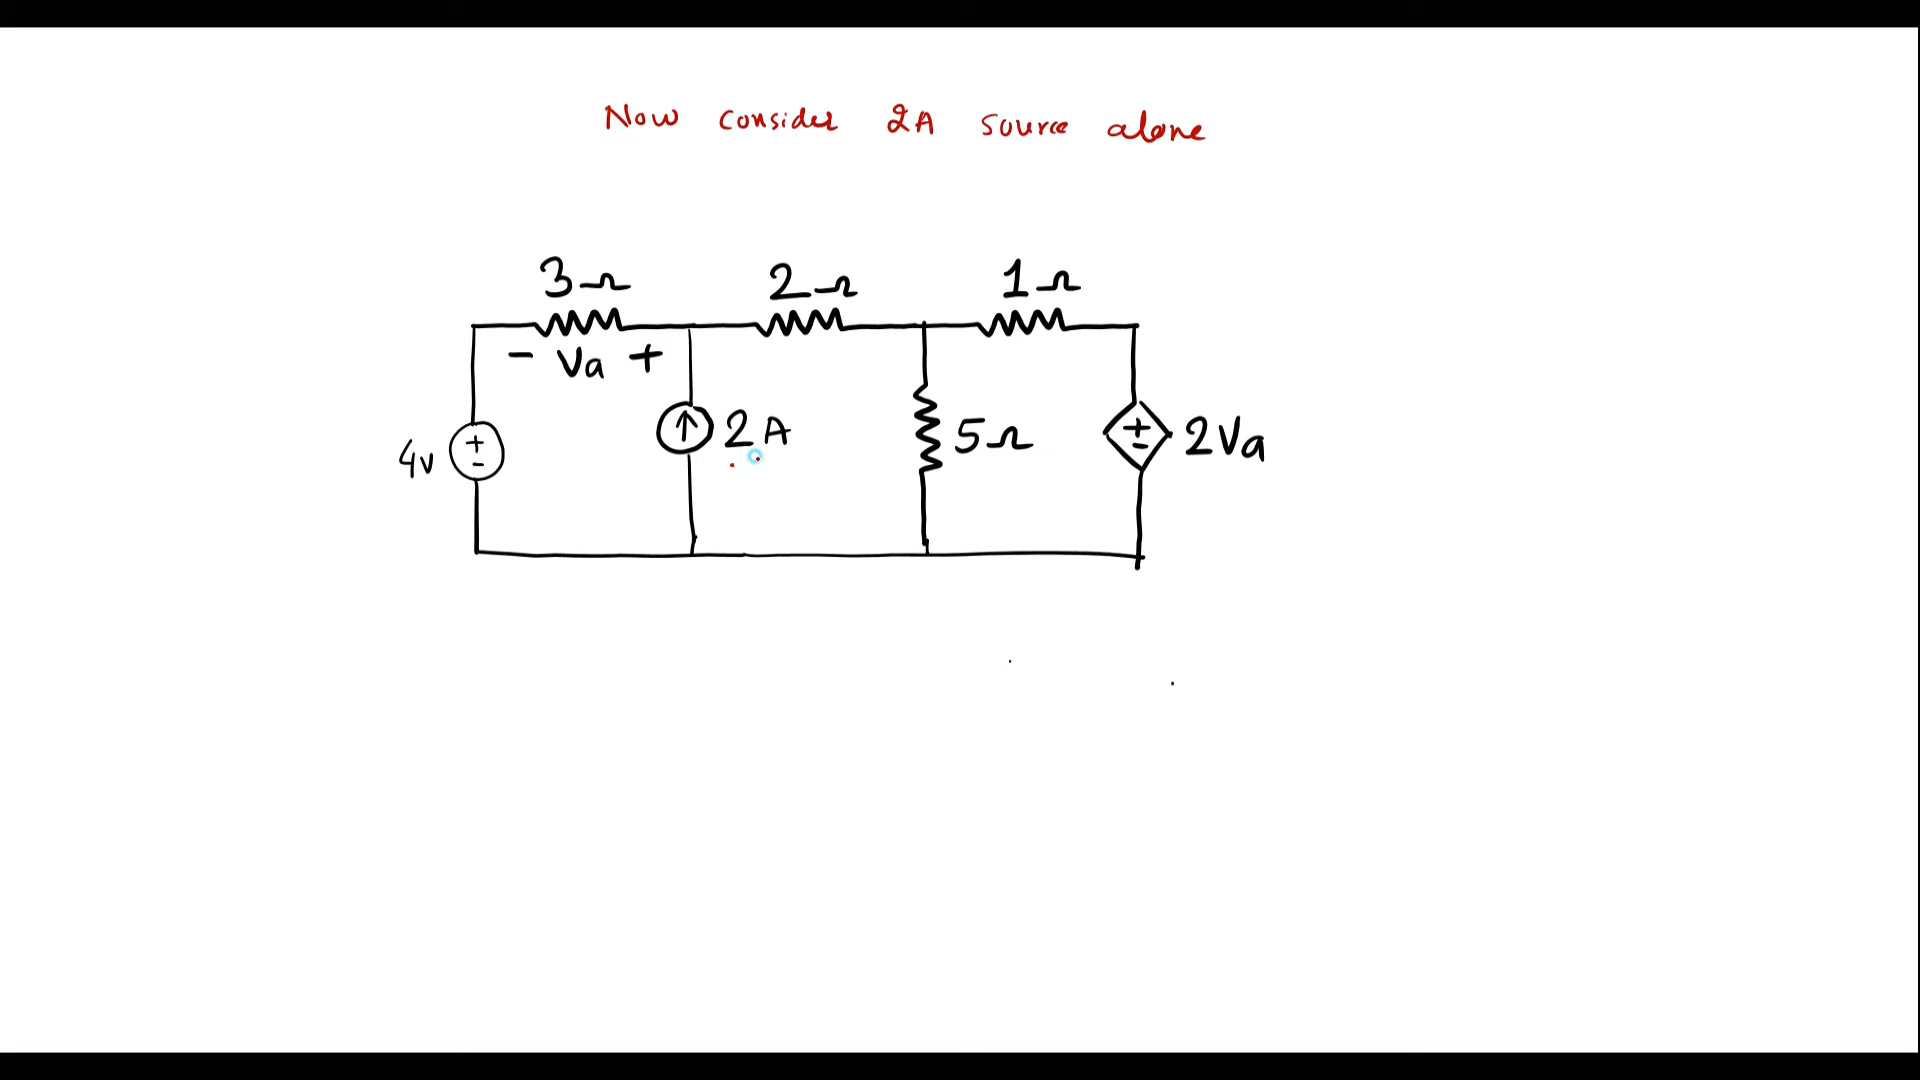 Now consider 2A source alone
3Ω 2Ω 1Ω
- Va +
4v + - ↑ 2A 5Ω + - 2Va